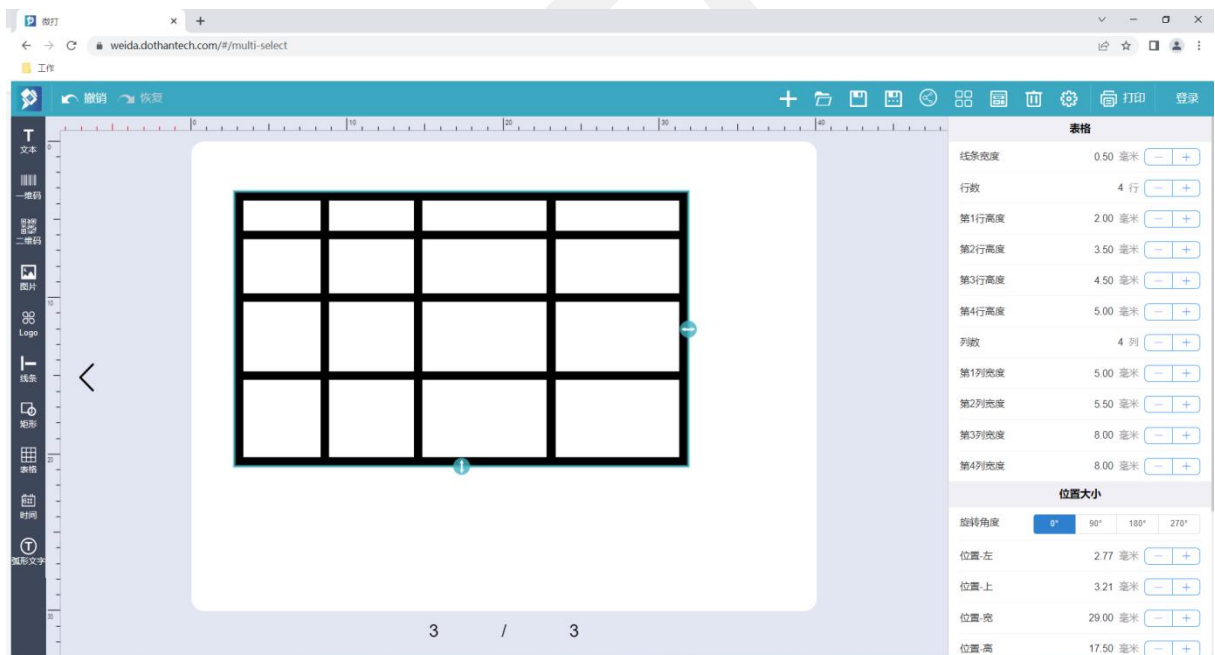 微打
weida.dothantech.com/#/multi-select
工作
撤销 恢复 打印 登录
文本
一维码
二维码
图片
Logo
线条
矩形
表格
时间
弧形文字
0 10 20 30 40
0
10
20
30
3 / 3
表格
线条宽度 0.50 毫米 − +
行数 4 行 − +
第1行高度 2.00 毫米 − +
第2行高度 3.50 毫米 − +
第3行高度 4.50 毫米 − +
第4行高度 5.00 毫米 − +
列数 4 列 − +
第1列宽度 5.00 毫米 − +
第2列宽度 5.50 毫米 − +
第3列宽度 8.00 毫米 − +
第4列宽度 8.00 毫米 − +
位置大小
旋转角度 0° 90° 180° 270°
位置-左 2.77 毫米 − +
位置-上 3.21 毫米 − +
位置-宽 29.00 毫米 − +
位置-高 17.50 毫米 − +